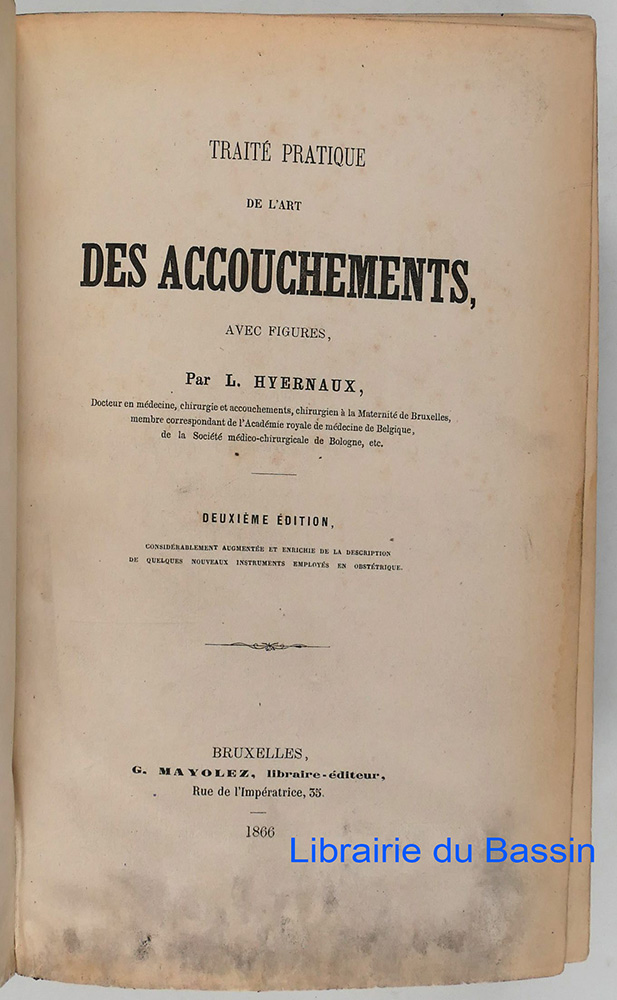 TRAITÉ PRATIQUE
DE L'ART
DES ACCOUCHEMENTS,
AVEC FIGURES,
Par L. HYERNAUX,
Docteur en médecine, chirurgie et accouchements, chirurgien à la Maternité de Bruxelles,
membre correspondant de l'Académie royale de médecine de Belgique,
de la Société médico-chirurgicale de Bologne, etc.
DEUXIÈME ÉDITION,
CONSIDÉRABLEMENT AUGMENTÉE ET ENRICHIE DE LA DESCRIPTION
DE QUELQUES NOUVEAUX INSTRUMENTS EMPLOYÉS EN OBSTÉTRIQUE.
BRUXELLES,
G. MAYOLEZ, libraire-éditeur,
Rue de l'Impératrice, 35.
1866
Librairie du Bassin